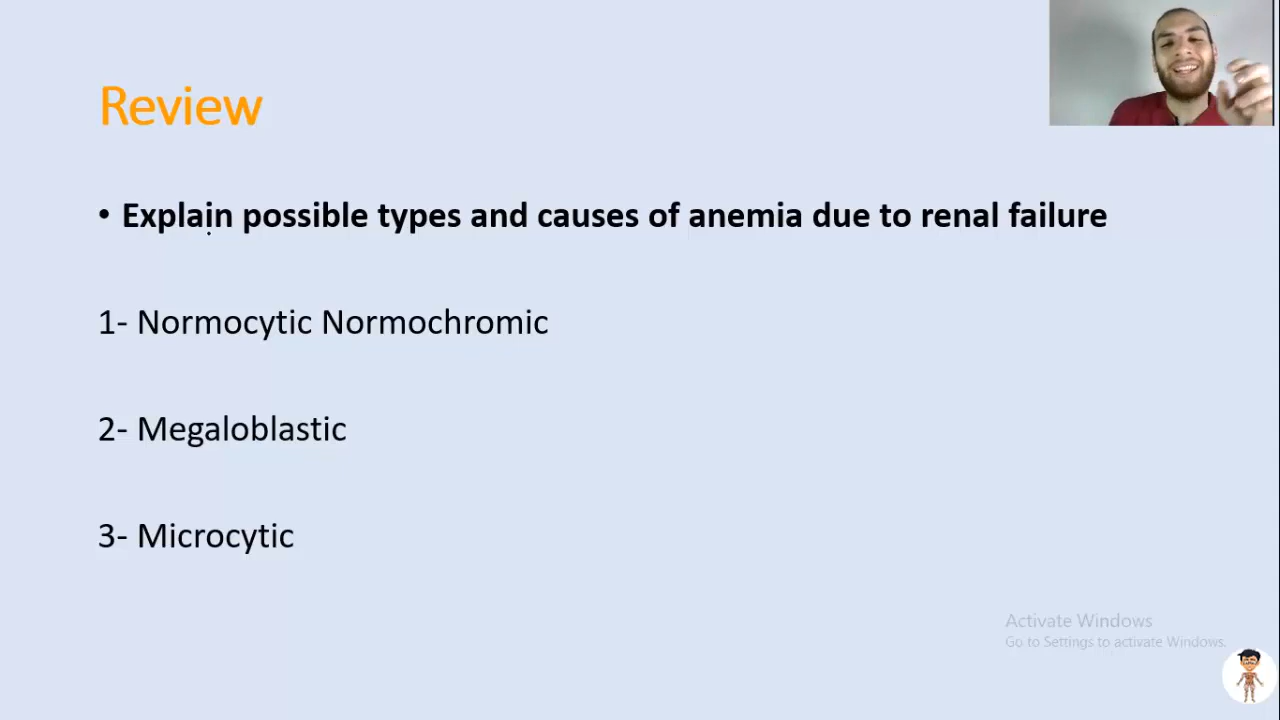 Review
• Explain possible types and causes of anemia due to renal failure
1- Normocytic Normochromic
2- Megaloblastic
3- Microcytic
Activate Windows
Go to Settings to activate Windows.